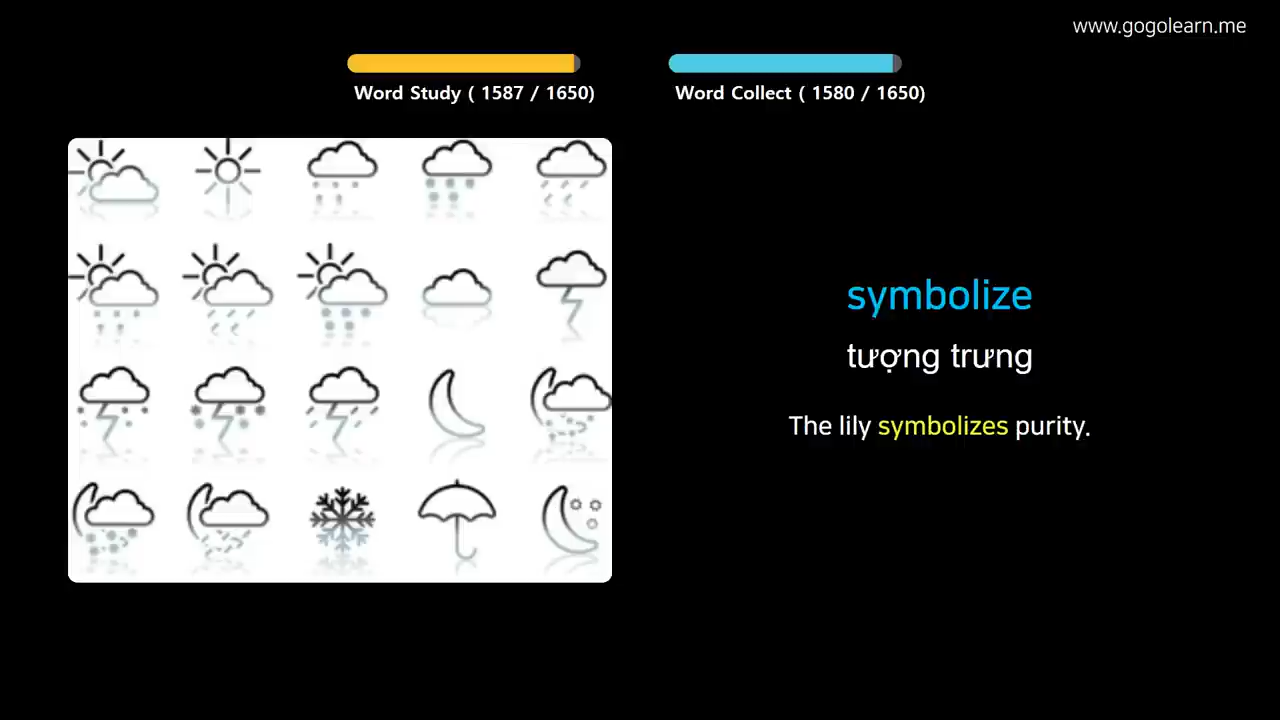 www.gogolearn.me
Word Study ( 1587 / 1650)
Word Collect ( 1580 / 1650)
symbolize
tượng trưng
The lily symbolizes purity.